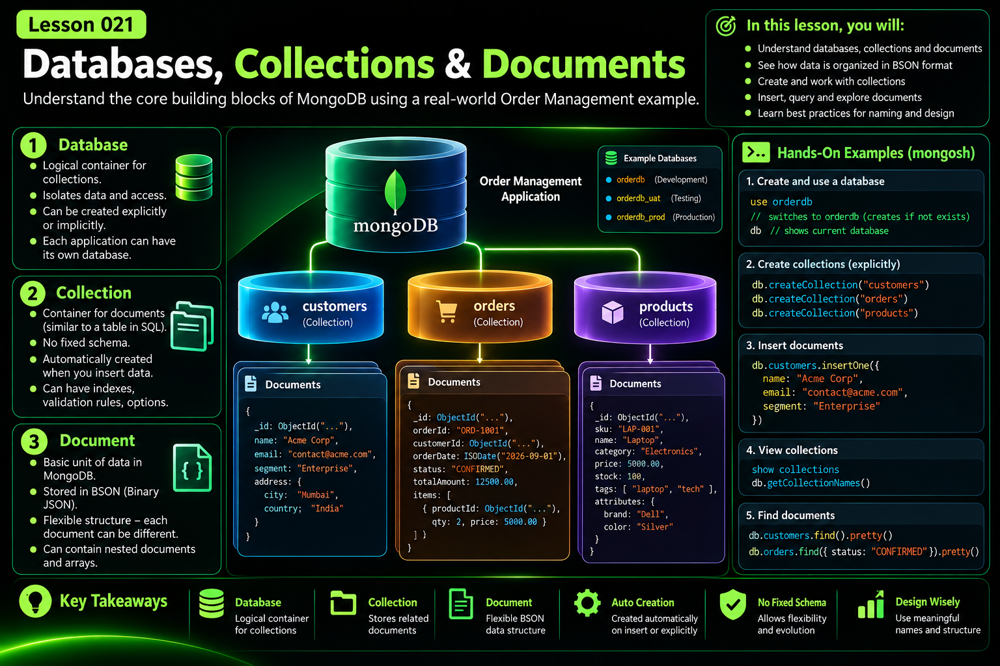 Lesson 021
Databases, Collections & Documents
Understand the core building blocks of MongoDB using a real-world Order Management example.
In this lesson, you will:
Understand databases, collections and documents
See how data is organized in BSON format
Create and work with collections
Insert, query and explore documents
Learn best practices for naming and design
1 Database
Logical container for
collections.
Isolates data and access.
Can be created explicitly
or implicitly.
Each application can have
its own database.
2 Collection
Container for documents
(similar to a table in SQL).
No fixed schema.
Automatically created
when you insert data.
Can have indexes,
validation rules, options.
3 Document
Basic unit of data in
MongoDB.
Stored in BSON (Binary
JSON).
Flexible structure – each
document can be different.
Can contain nested documents
and arrays.
{ }
mongoDB
Order Management
Application
Example Databases
orderdb (Development)
orderdb_uat (Testing)
orderdb_prod (Production)
customers
(Collection)
orders
(Collection)
products
(Collection)
Documents
{
_id: ObjectId("..."),
name: "Acme Corp",
email: "contact@acme.com",
segment: "Enterprise",
address: {
city: "Mumbai",
country: "India"
}
}
Documents
{
_id: ObjectId("..."),
orderId: "ORD-1001",
customerId: ObjectId("..."),
orderDate: ISODate("2026-09-01"),
status: "CONFIRMED",
totalAmount: 12500.00,
items: [
{ productId: ObjectId("..."),
qty: 2, price: 5000.00 }
] }
}
Documents
{
_id: ObjectId("..."),
sku: "LAP-001",
name: "Laptop",
category: "Electronics",
price: 5000.00,
stock: 100,
tags: [ "laptop", "tech" ],
attributes: {
brand: "Dell",
color: "Silver"
}
}
>.. Hands-On Examples (mongosh)
1. Create and use a database
use orderdb
// switches to orderdb (creates if not exists)
db // shows current database
2. Create collections (explicitly)
db.createCollection("customers")
db.createCollection("orders")
db.createCollection("products")
3. Insert documents
db.customers.insertOne({
name: "Acme Corp",
email: "contact@acme.com",
segment: "Enterprise"
})
4. View collections
show collections
db.getCollectionNames()
5. Find documents
db.customers.find().pretty()
db.orders.find({ status: "CONFIRMED" }).pretty()
Key Takeaways
Database
Logical container
for collections
Collection
Stores related
documents
Document
Flexible BSON
data structure
Auto Creation
Created automatically
on insert or explicitly
No Fixed Schema
Allows flexibility
and evolution
Design Wisely
Use meaningful
names and structure